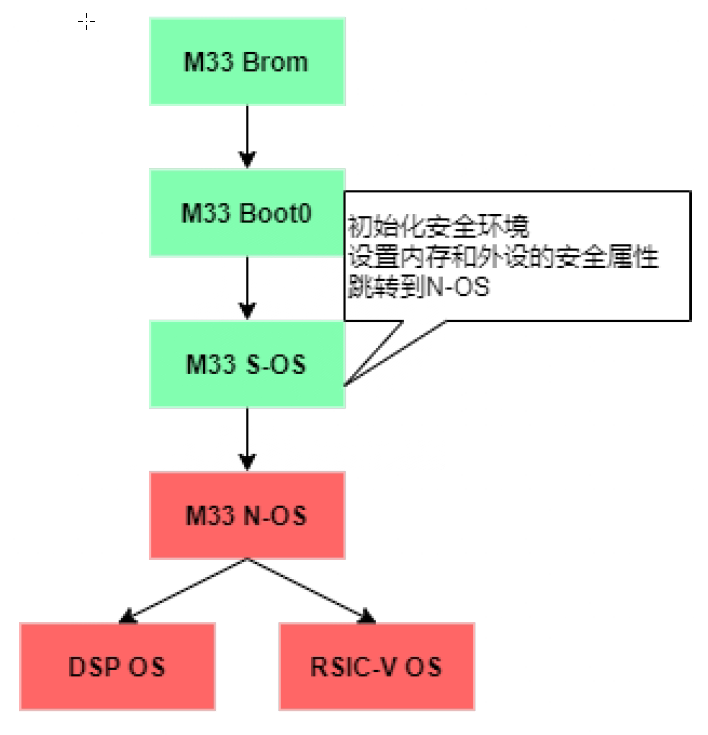 M33 Brom
M33 Boot0
初始化安全环境
设置内存和外设的安全属性
跳转到N-OS
M33 S-OS
M33 N-OS
DSP OS
RSIC-V OS